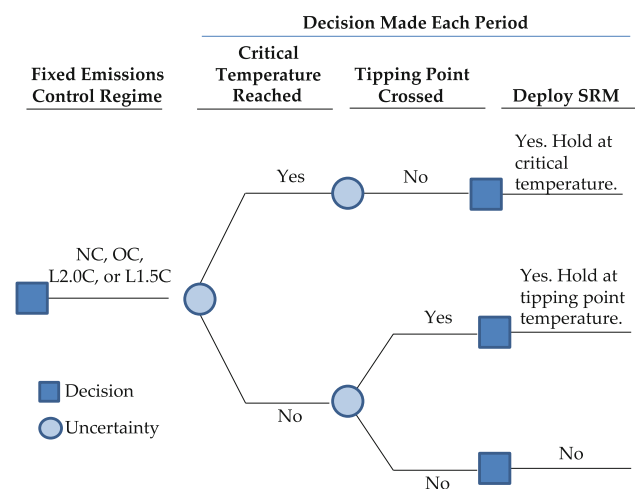 Decision Made Each Period
Fixed Emissions
Control Regime
Critical
Temperature
Reached
Tipping Point
Crossed
Deploy SRM
Yes
No
Yes. Hold at
critical
temperature.
NC, OC,
L2.0C, or L1.5C
Yes
Yes. Hold at
tipping point
temperature.
No
No
No
Decision
Uncertainty